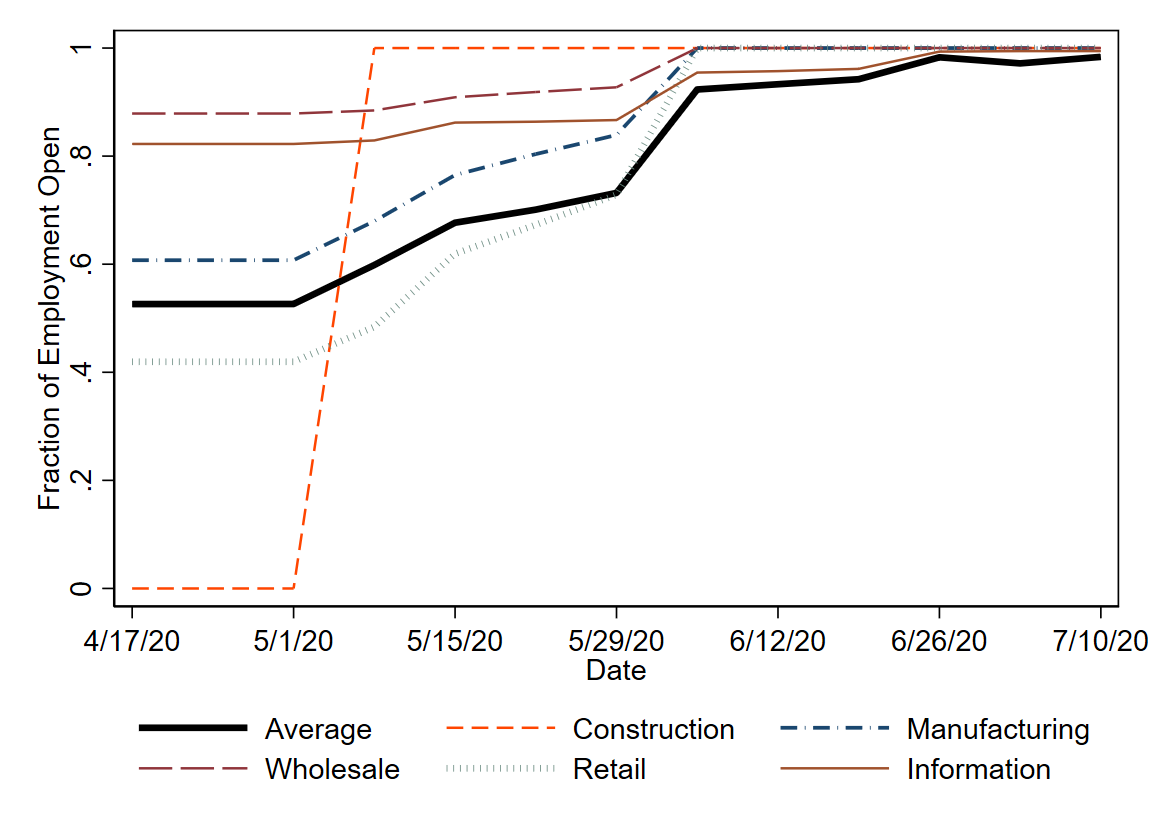 Fraction of Employment Open
1
.8
.6
.4
.2
0
4/17/20 5/1/20 5/15/20 5/29/20 6/12/20 6/26/20 7/10/20
Date
Average Construction Manufacturing
Wholesale Retail Information